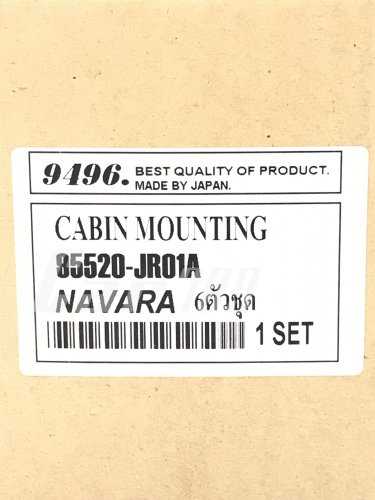 9496. BEST QUALITY OF PRODUCT.
MADE BY JAPAN.
CABIN MOUNTING
85520-JR01A
NAVARA 6ตัวชุด
1 SET